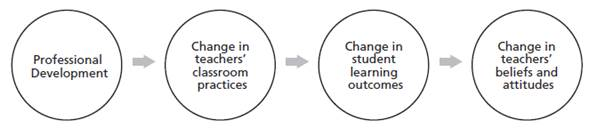 Professional
Development
Change in
teachers'
classroom
practices
Change in
student
learning
outcomes
Change in
teachers'
beliefs and
attitudes